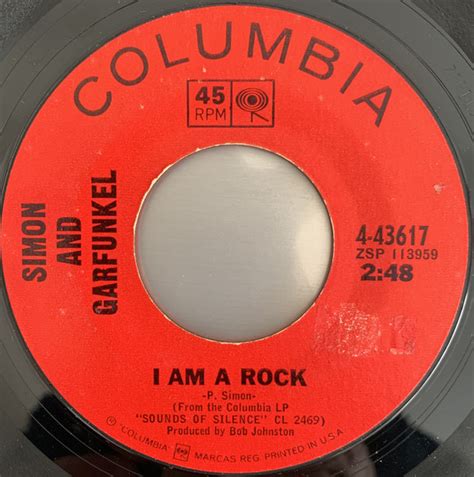 COLUMBIA
45
RPM
SIMON
AND
GARFUNKEL
4-43617
ZSP 113959
2:48
I AM A ROCK
-P. Simon-
(From the Columbia LP
"SOUNDS OF SILENCE" CL 2469)
Produced by Bob Johnston
® "COLUMBIA", MARCAS REG. PRINTED IN U.S.A.